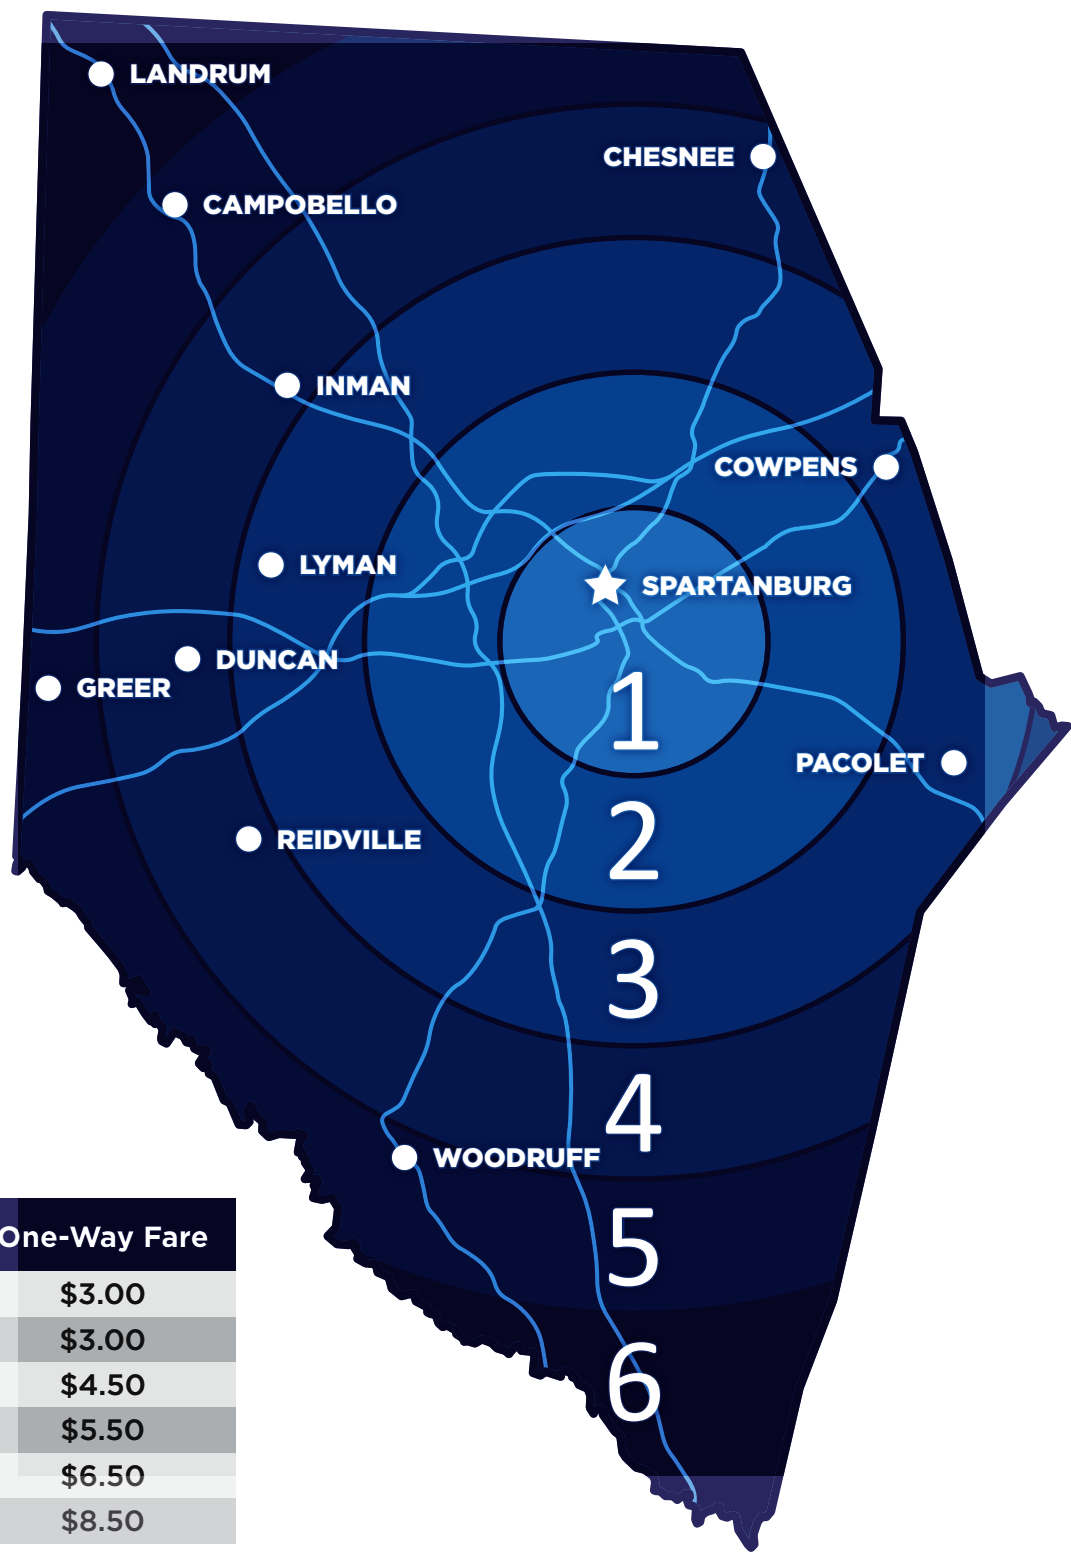 LANDRUM
CHESNEE
CAMPOBELLO
INMAN
COWPENS
LYMAN
SPARTANBURG
DUNCAN
GREER
1
PACOLET
2
REIDVILLE
3
4
WOODRUFF
5
6
One-Way Fare
$3.00
$3.00
$4.50
$5.50
$6.50
$8.50